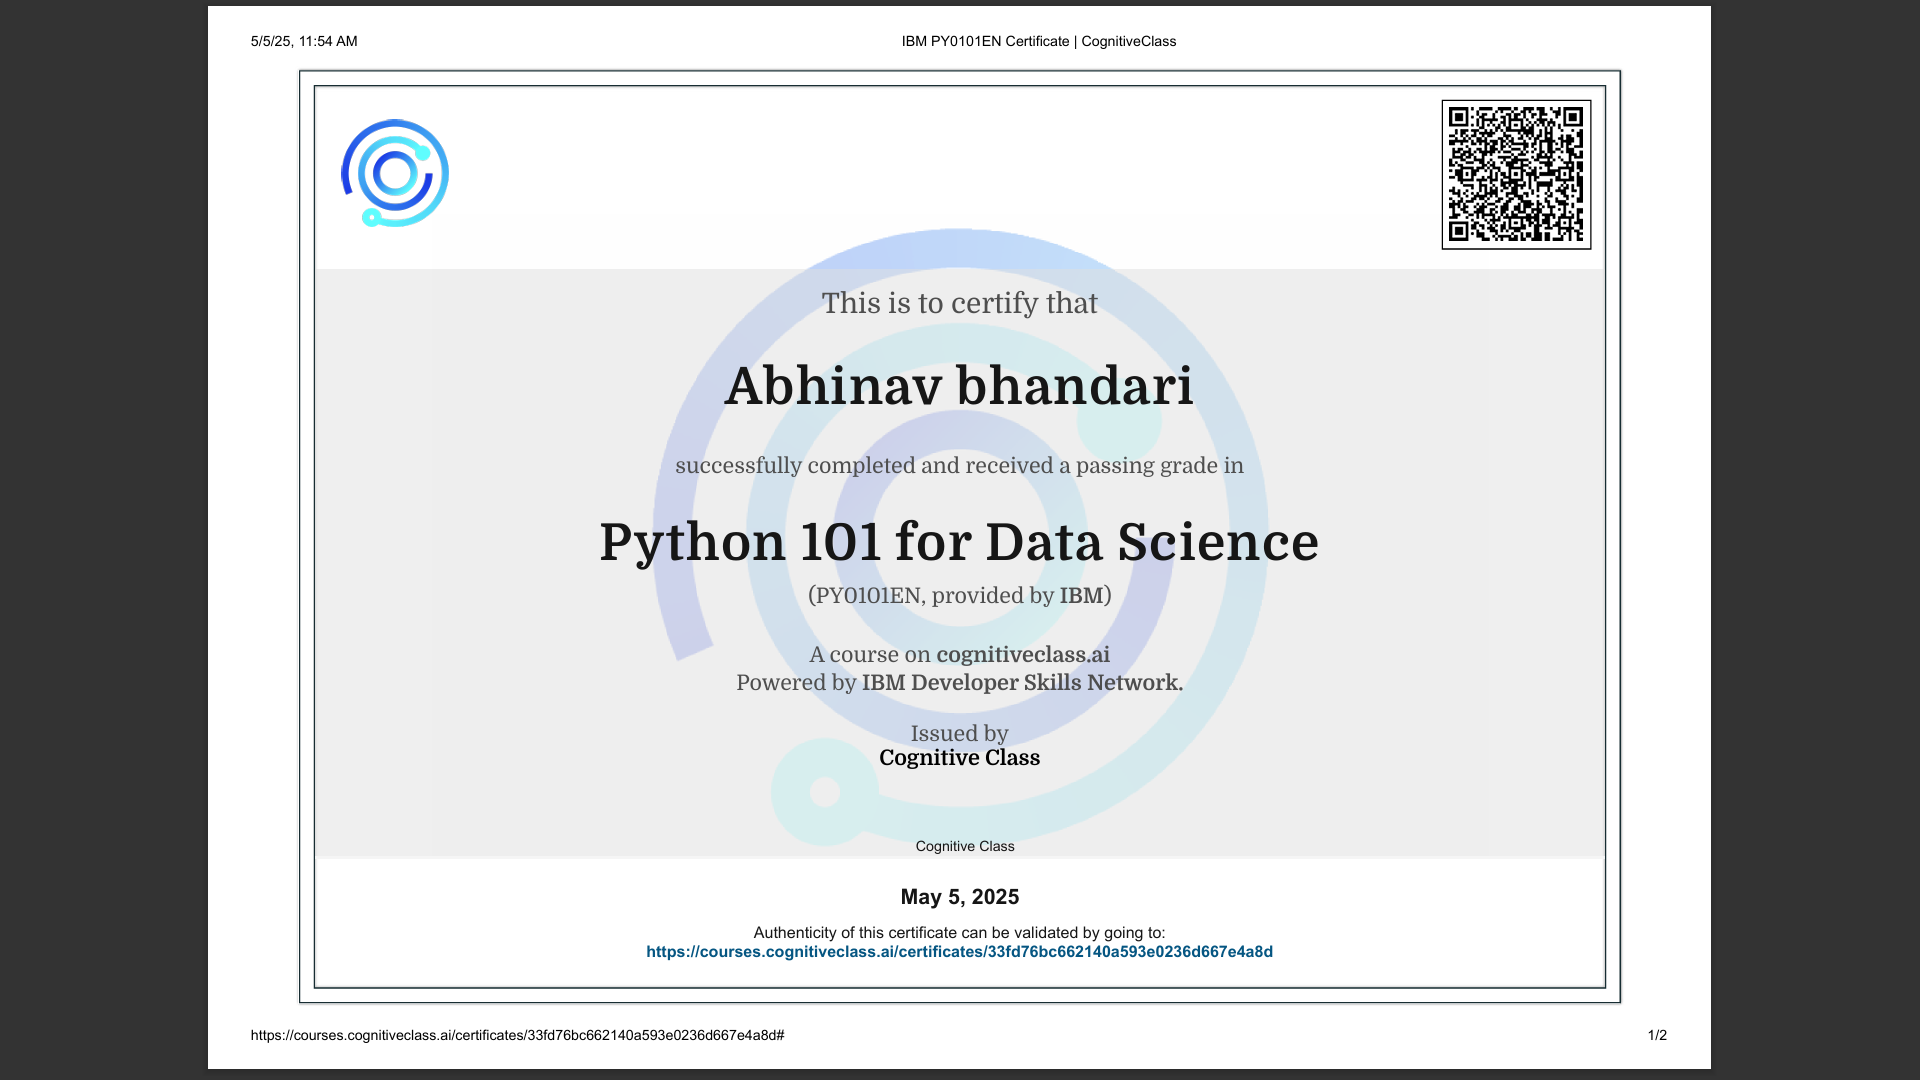 5/5/25, 11:54 AM
IBM PY0101EN Certificate | CognitiveClass
This is to certify that
Abhinav bhandari
successfully completed and received a passing grade in
Python 101 for Data Science
(PY0101EN, provided by IBM)
A course on cognitiveclass.ai
Powered by IBM Developer Skills Network.
Issued by
Cognitive Class
Cognitive Class
May 5, 2025
Authenticity of this certificate can be validated by going to:
https://courses.cognitiveclass.ai/certificates/33fd76bc662140a593e0236d667e4a8d
https://courses.cognitiveclass.ai/certificates/33fd76bc662140a593e0236d667e4a8d#
1/2